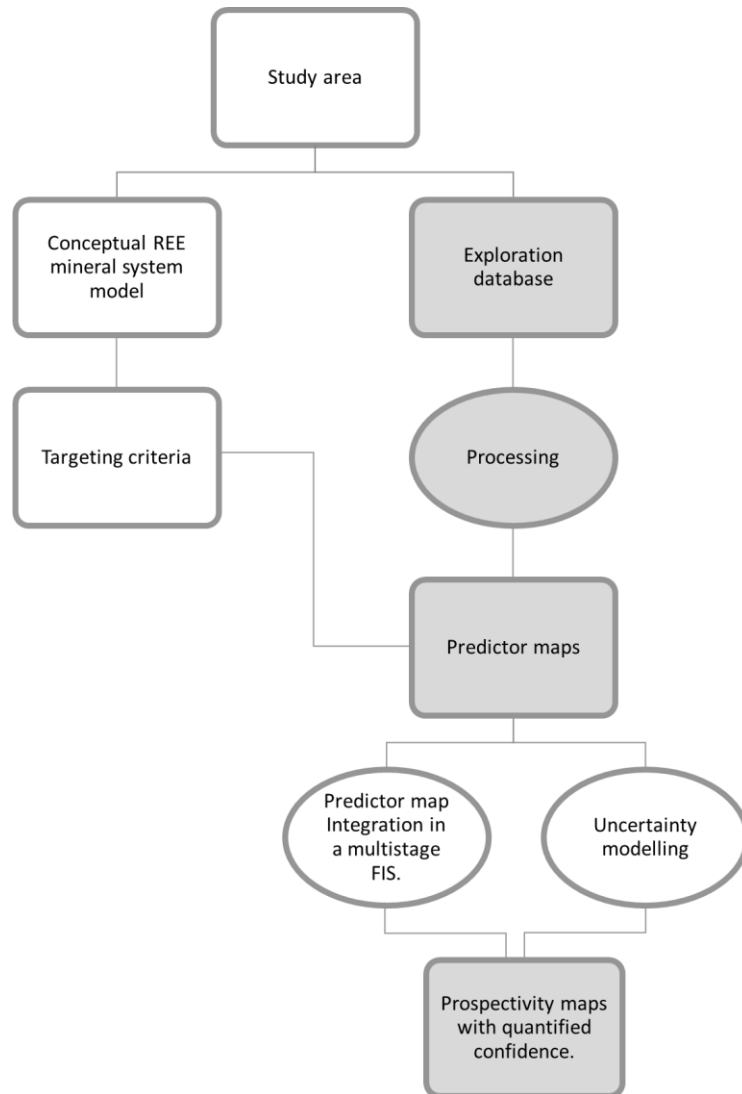 Study area
Conceptual REE
mineral system
model
Exploration
database
Targeting criteria
Processing
Predictor maps
Predictor map
Integration in
a multistage
FIS.
Uncertainty
modelling
Prospectivity maps
with quantified
confidence.